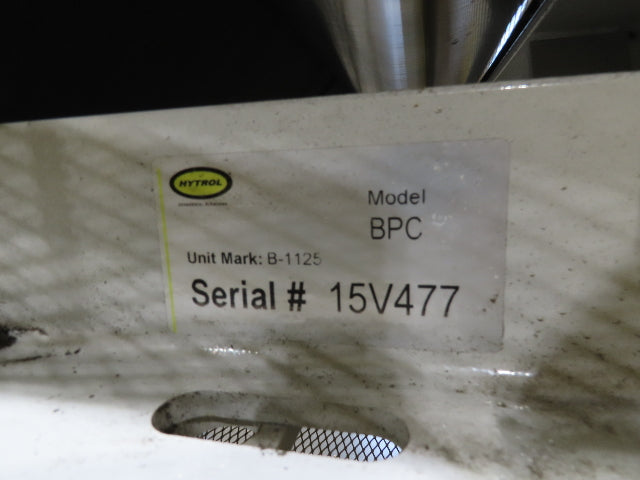 HYTROL
Model
BPC
Unit Mark: B-1125
Serial # 15V477